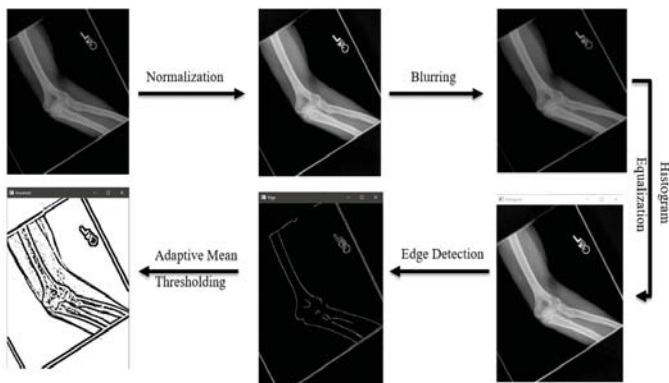 Normalization
Blurring
Histogram
Equalization
Edge Detection
Adaptive Mean
Thresholding